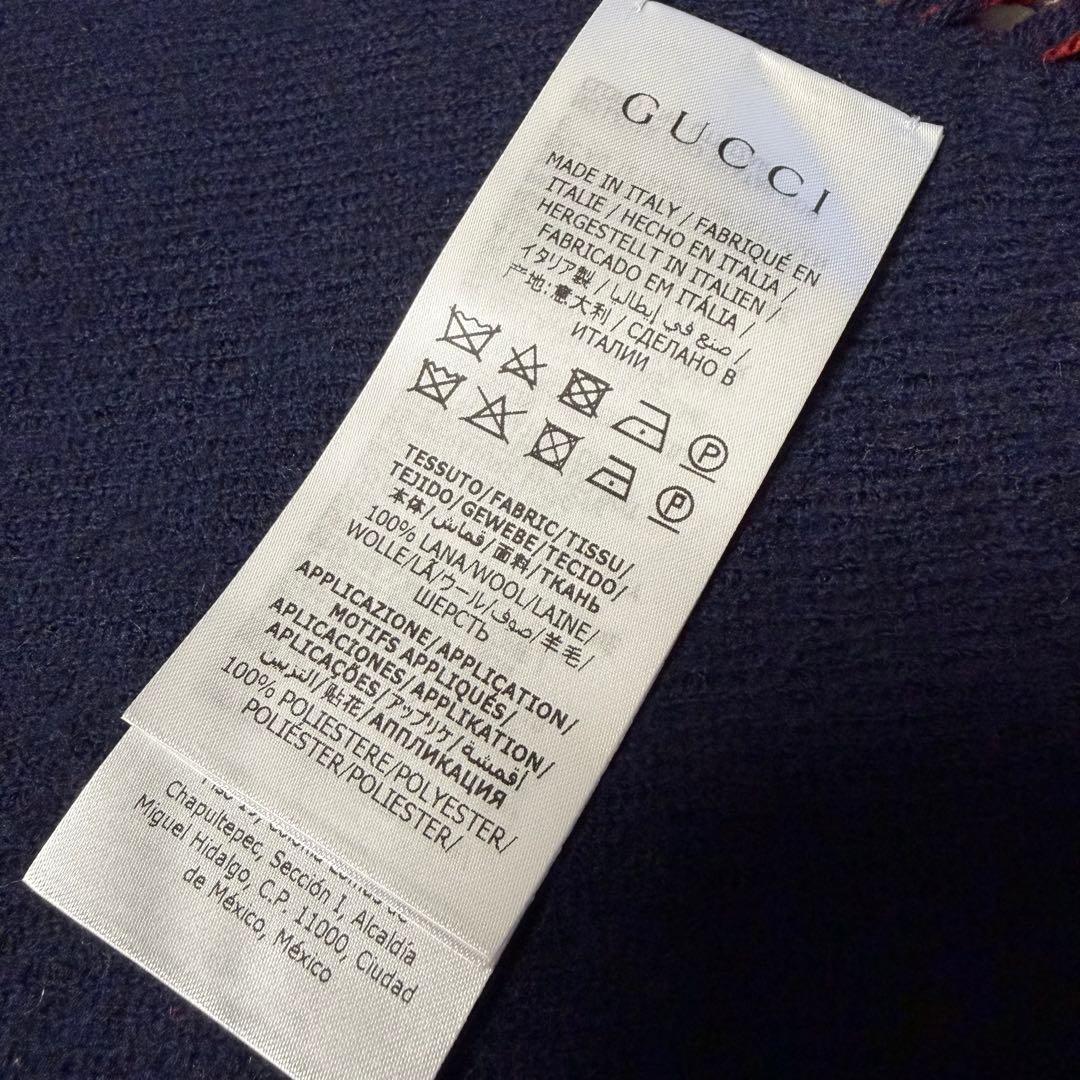 GUCCI
MADE IN ITALY / FABRIQUÉ EN
ITALIE / HECHO EN ITALIA /
HERGESTELLT IN ITALIEN /
FABRICADO EM ITÁLIA /
イタリア製 / صنع في إيطاليا /
产地: 意大利 / СДЕЛАНО В
ИТАЛИИ
P
P
TESSUTO/FABRIC/TISSU/
TEJIDO/GEWEBE/TECIDO/
本体/قماش/面料/ТКАНЬ
100% LANA/WOOL/LAINE/
WOLLE/LÃ/ウール/صوف/羊毛/
ШЕРСТЬ
APPLICAZIONE/APPLICATION/
MOTIFS APPLIQUÉS/
APLICACIONES/APPLIKATION/
APLICAÇÕES/アップリケ/أقمشة
التزيين/贴花/АППЛИКАЦИЯ
100% POLIESTERE/POLYESTER/
POLIÉSTER/POLIESTER/
Chapultepec, Sección I, Alcaldía
Miguel Hidalgo, C.P. 11000, Ciudad
de México, México